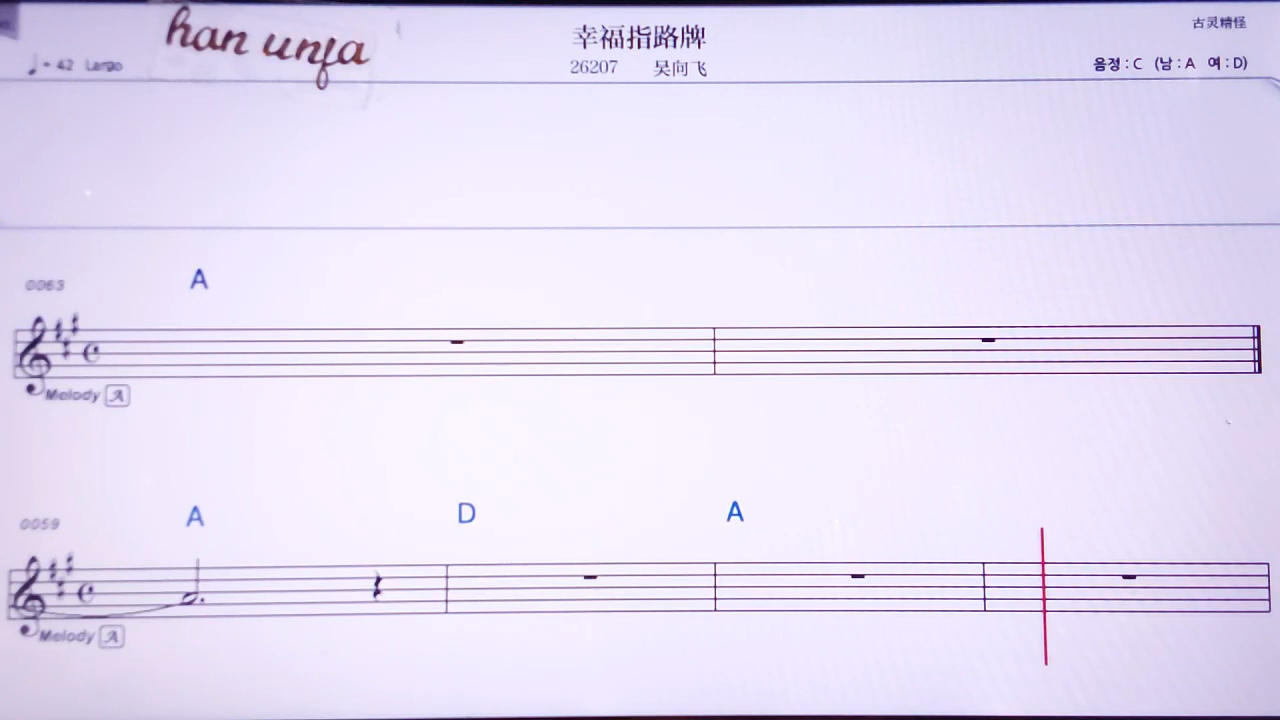 han unja
幸福指路牌
古灵精怪
♩= 42 Largo
26207 吴向飞
음정 : C (남 : A 여 : D)
0063
A
Melody A
0059
A D A
Melody A